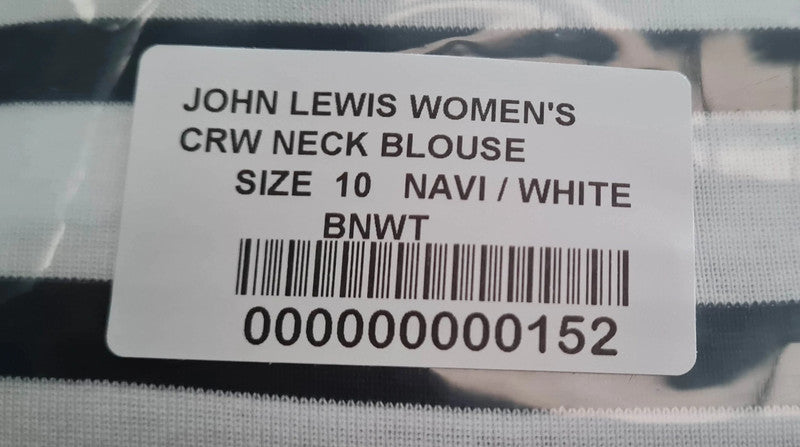 JOHN LEWIS WOMEN'S
CRW NECK BLOUSE
SIZE 10 NAVI / WHITE
BNWT
000000000152